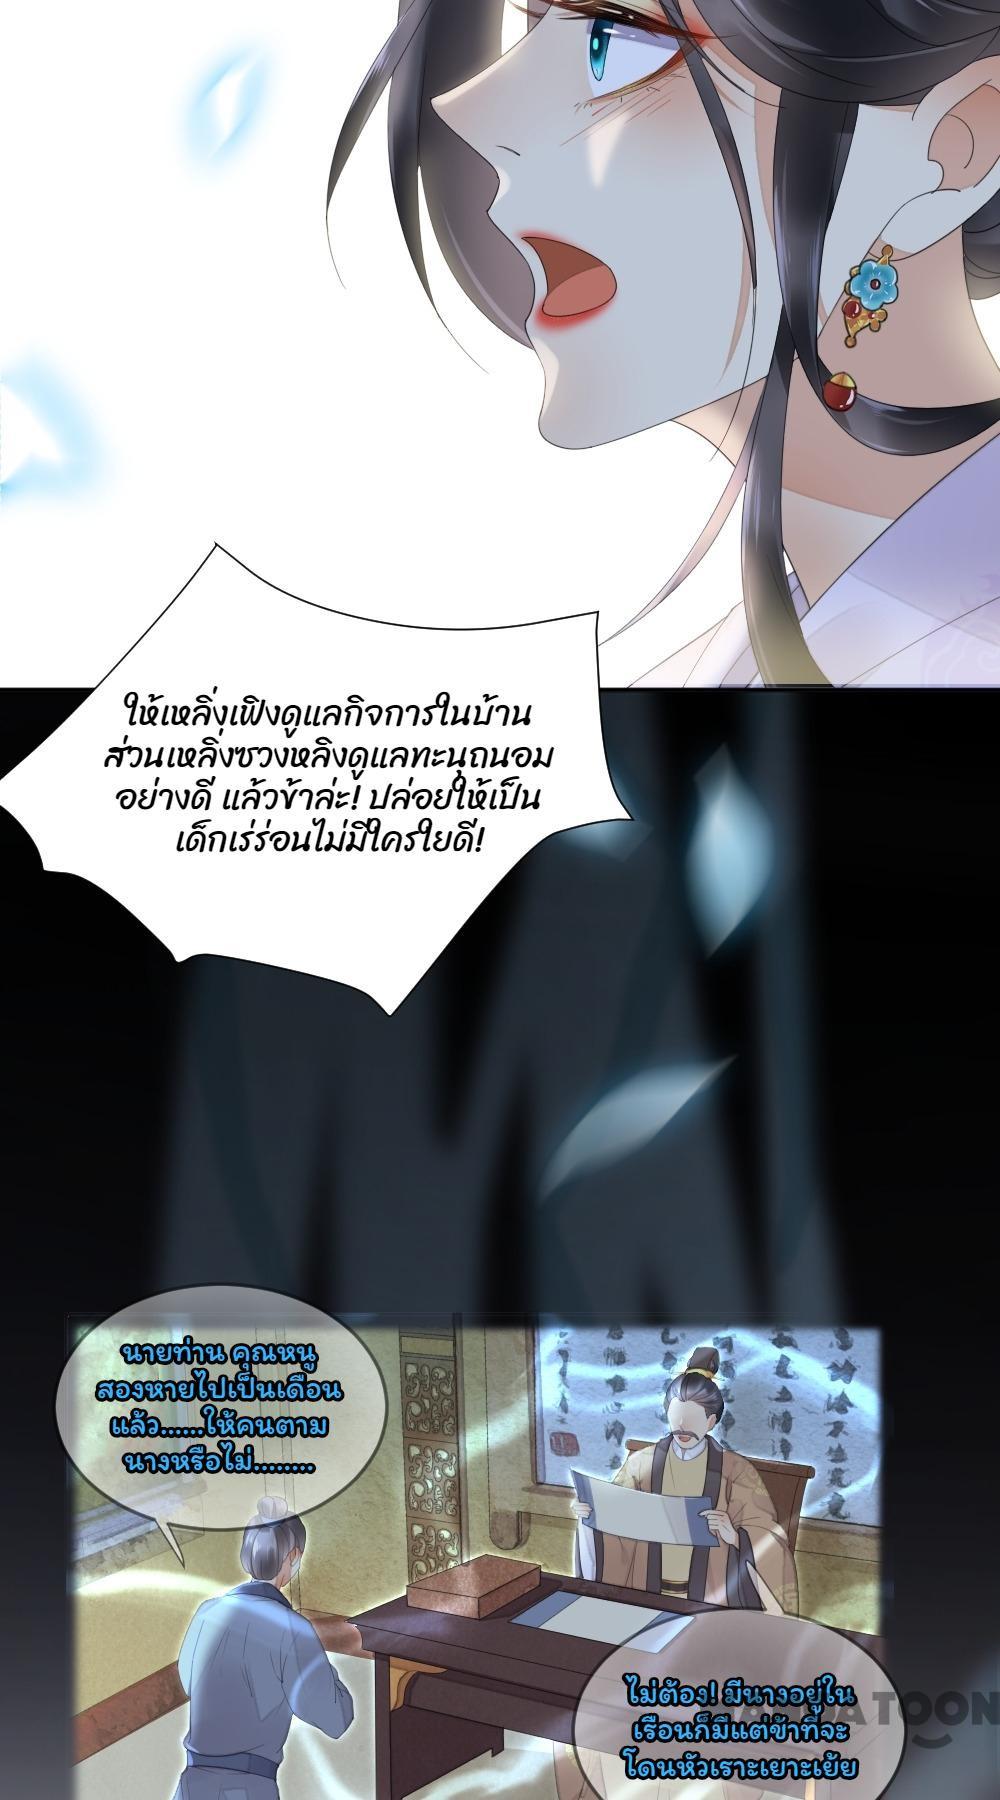 ให้เหลิ่งเฟิงดูแลกิจการในบ้าน
ส่วนเหลิ่งซวงหลิงดูแลทะนุถนอม
อย่างดี แล้วข้าล่ะ! ปล่อยให้เป็น
เด็กเร่ร่อนไม่มีใครใยดี!
นายท่าน คุณหนู
สองหายไปเป็นเดือน
แล้ว......ให้คนตาม
นางหรือไม่.........
ไม่ต้อง! มีนางอยู่ใน
เรือนก็มีแต่ข้าที่จะ
โดนหัวเราะเยาะเย้ย